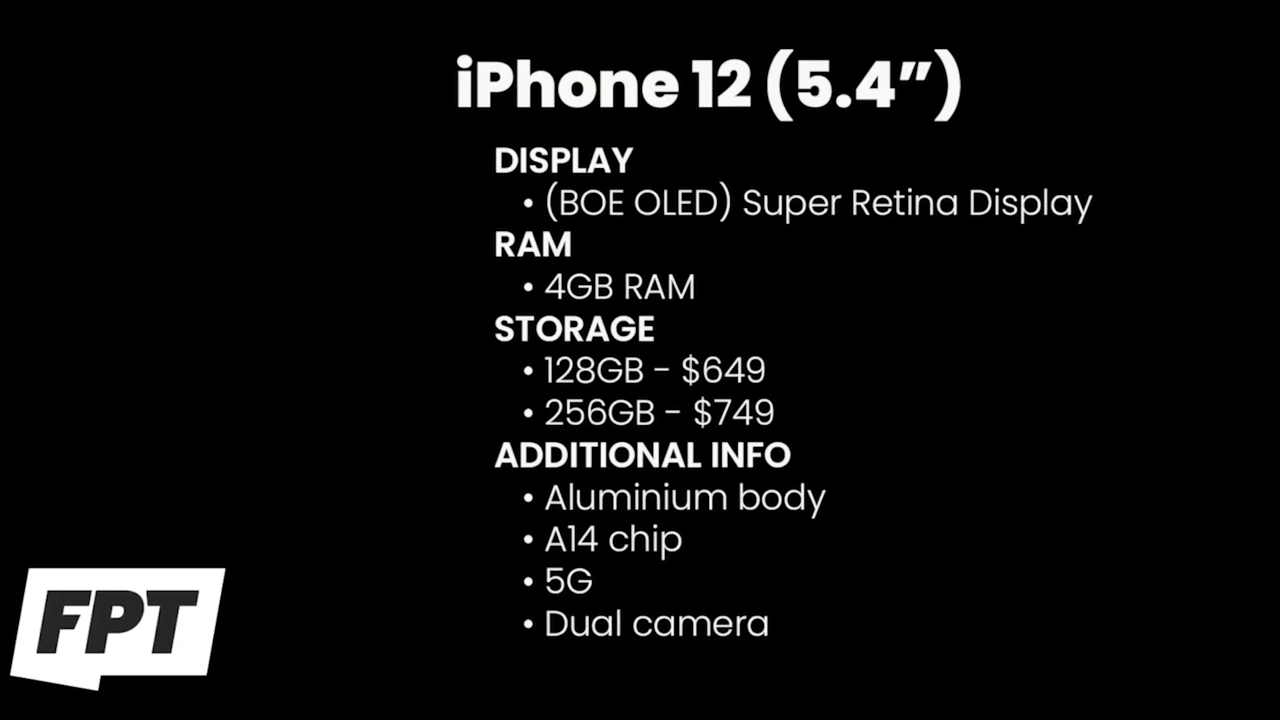 iPhone 12 (5.4”)
DISPLAY
• (BOE OLED) Super Retina Display
RAM
• 4GB RAM
STORAGE
• 128GB - $649
• 256GB - $749
ADDITIONAL INFO
• Aluminium body
• A14 chip
• 5G
• Dual camera
FPT